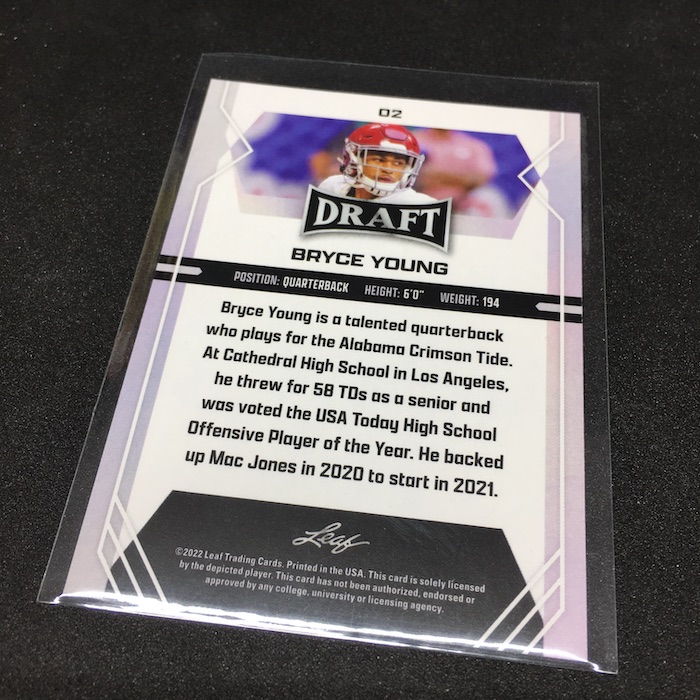 02
DRAFT
BRYCE YOUNG
POSITION: QUARTERBACK HEIGHT: 6'0" WEIGHT: 194
Bryce Young is a talented quarterback
who plays for the Alabama Crimson Tide.
At Cathedral High School in Los Angeles,
he threw for 58 TDs as a senior and
was voted the USA Today High School
Offensive Player of the Year. He backed
up Mac Jones in 2020 to start in 2021.
Leaf
©2022 Leaf Trading Cards. Printed in the USA. This card is solely licensed
by the depicted player. This card has not been authorized, endorsed or
approved by any college, university or licensing agency.